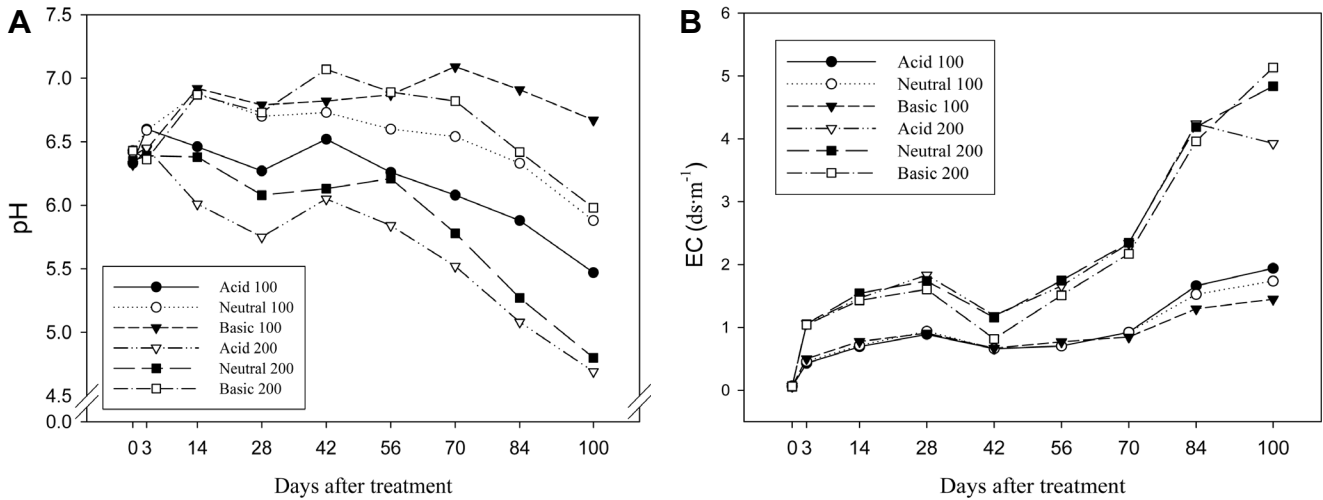 A
7.5
7.0
6.5
6.0
5.5
5.0
4.5
0.0
pH
Acid 100
Neutral 100
Basic 100
Acid 200
Neutral 200
Basic 200
0 3 14 28 42 56 70 84 100
Days after treatment
B
6
5
4
3
2
1
0
EC (ds·m⁻¹)
Acid 100
Neutral 100
Basic 100
Acid 200
Neutral 200
Basic 200
0 3 14 28 42 56 70 84 100
Days after treatment